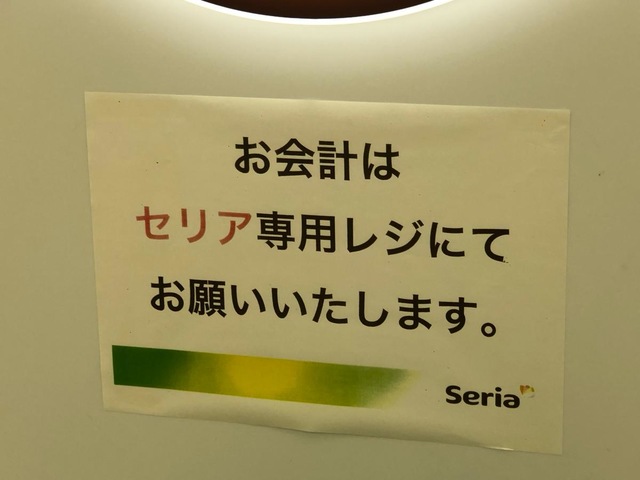 お会計は
セリア専用レジにて
お願いいたします。
Seria